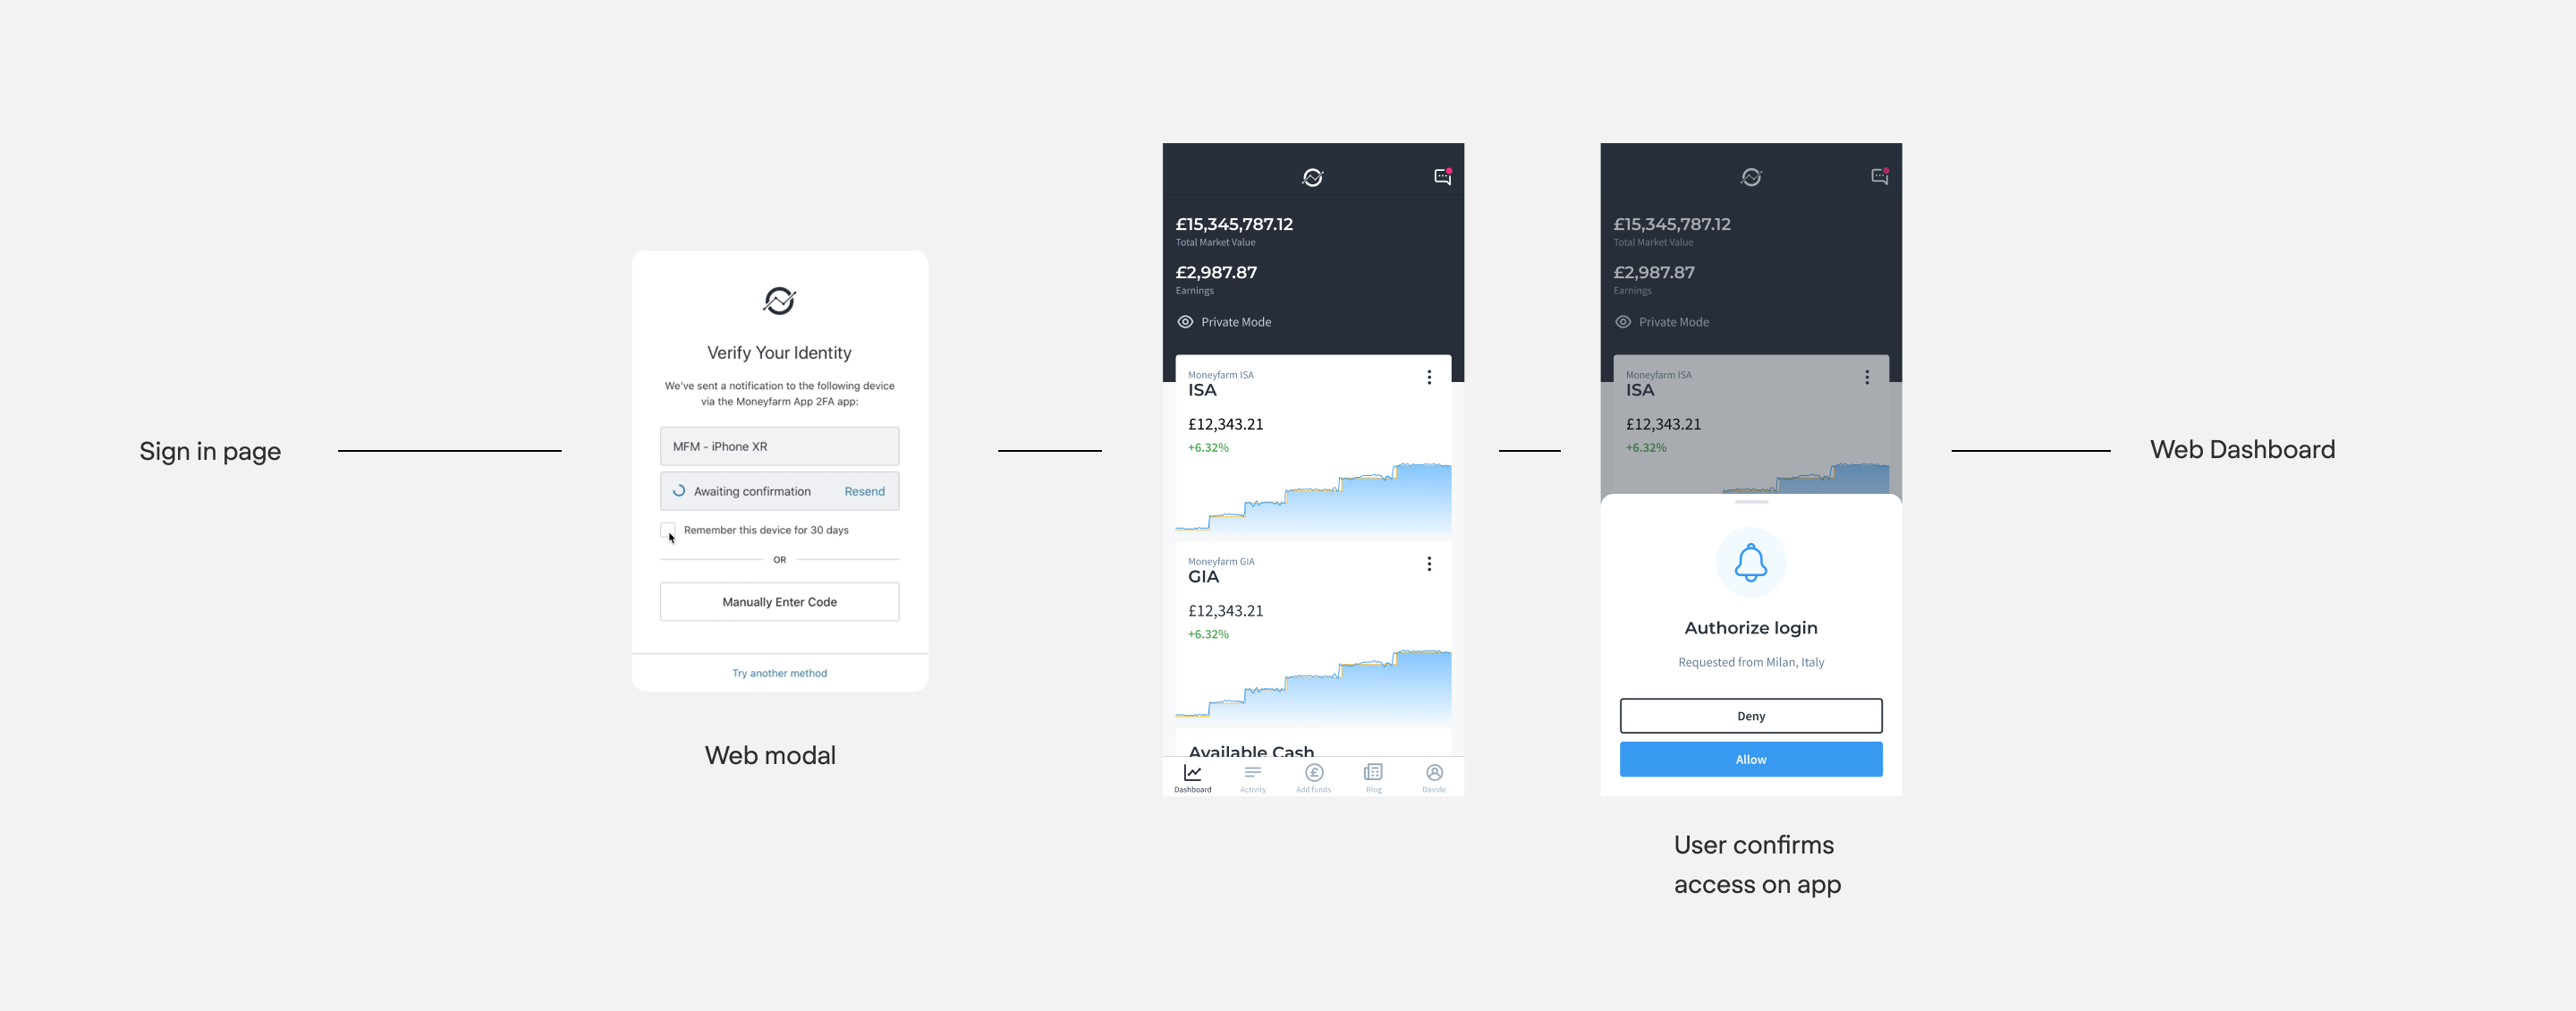 Sign in page
Verify Your Identity
We've sent a notification to the following device
via the Moneyfarm App 2FA app:
MFM - iPhone XR
Awaiting confirmation Resend
Remember this device for 30 days
OR
Manually Enter Code
Try another method
Web modal
£15,345,787.12
Total Market Value
£2,987.87
Earnings
Private Mode
Moneyfarm ISA
ISA
£12,343.21
+6.32%
Moneyfarm GIA
GIA
£12,343.21
+6.32%
Available Cash
Dashboard Activity Add funds Blog Davide
£15,345,787.12
Total Market Value
£2,987.87
Earnings
Private Mode
Moneyfarm ISA
ISA
£12,343.21
+6.32%
Authorize login
Requested from Milan, Italy
Deny
Allow
User confirms
access on app
Web Dashboard